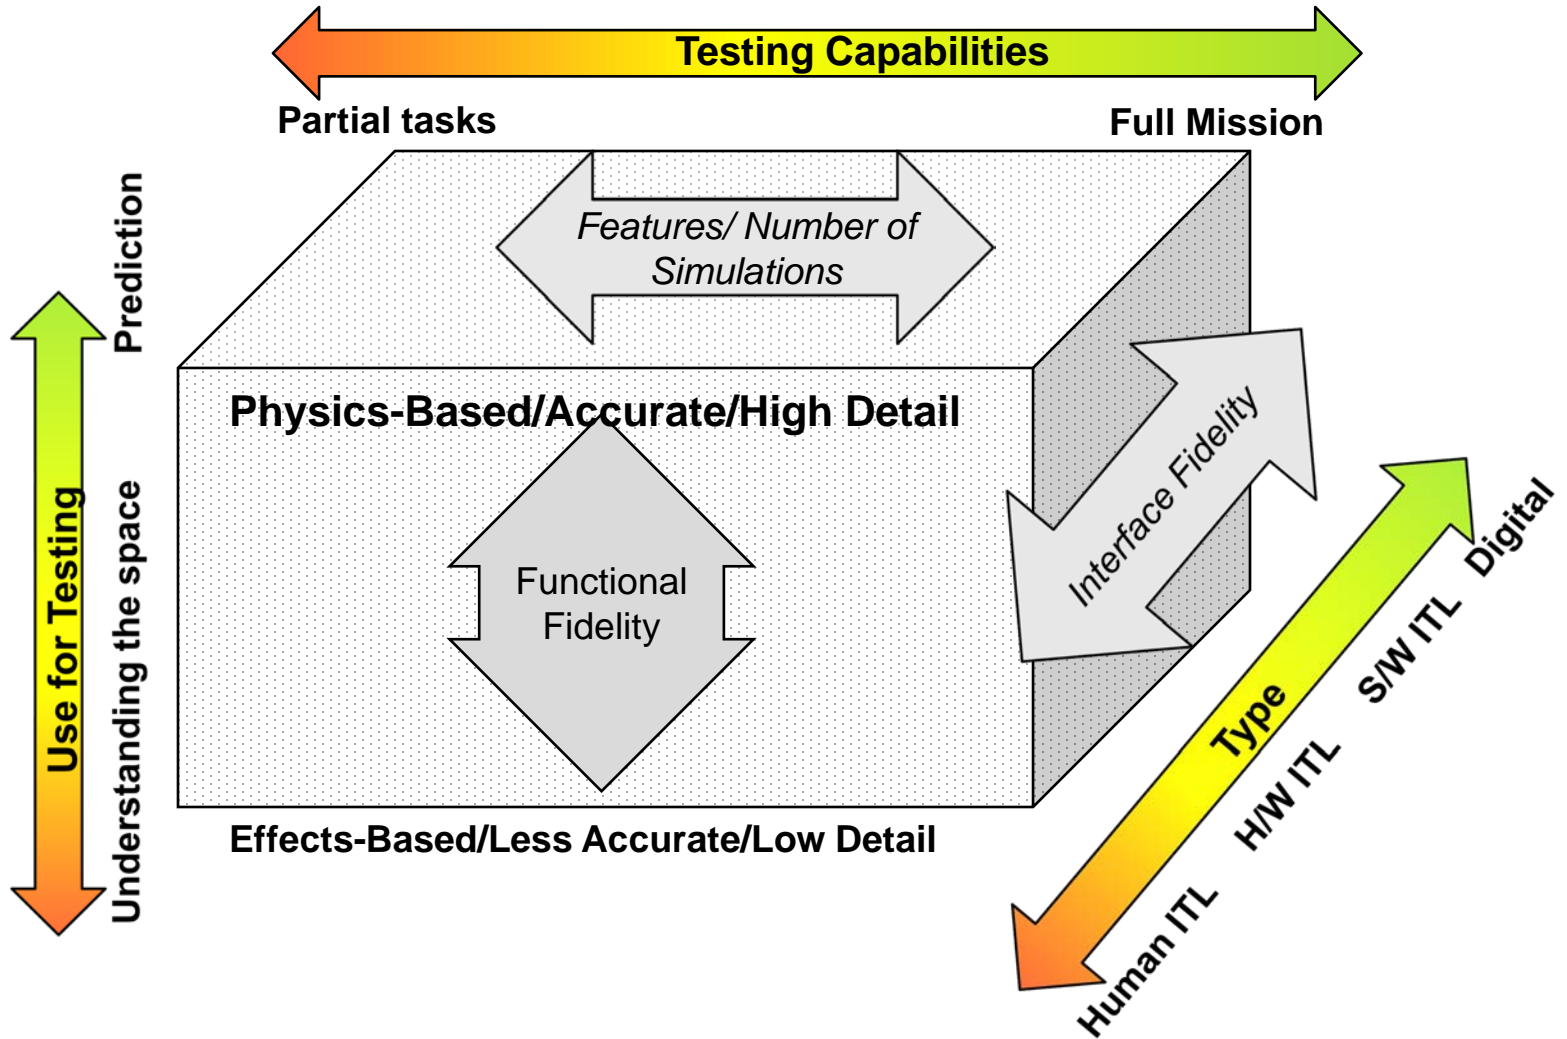 Testing Capabilities
Partial tasks
Full Mission
Features/ Number of
Simulations
Prediction
Use for Testing
Understanding the space
Physics-Based/Accurate/High Detail
Functional
Fidelity
Interface Fidelity
Effects-Based/Less Accurate/Low Detail
Type
Human ITL
H/W ITL
S/W ITL
Digital